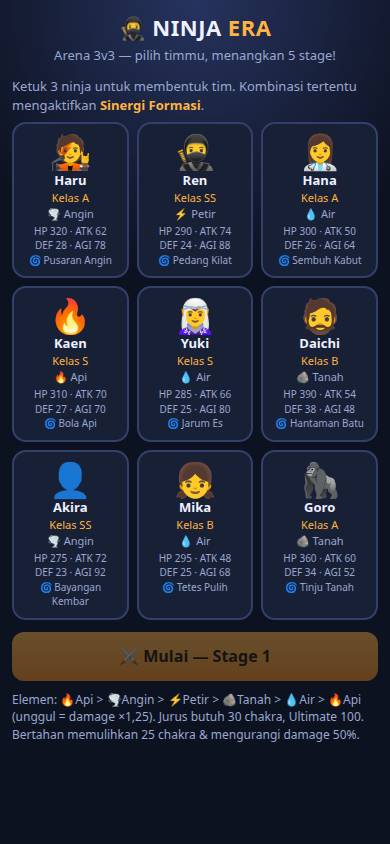 🥷 NINJA ERA
Arena 3v3 — pilih timmu, menangkan 5 stage!
Ketuk 3 ninja untuk membentuk tim. Kombinasi tertentu
mengaktifkan Sinergi Formasi.
Haru
Kelas A
🌪️ Angin
HP 320 · ATK 62
DEF 28 · AGI 78
🌀 Pusaran Angin
Ren
Kelas SS
⚡ Petir
HP 290 · ATK 74
DEF 24 · AGI 88
🌀 Pedang Kilat
Hana
Kelas A
💧 Air
HP 300 · ATK 50
DEF 26 · AGI 64
🌀 Sembuh Kabut
Kaen
Kelas S
🔥 Api
HP 310 · ATK 70
DEF 27 · AGI 70
🌀 Bola Api
Yuki
Kelas S
💧 Air
HP 285 · ATK 66
DEF 25 · AGI 80
🌀 Jarum Es
Daichi
Kelas B
🪨 Tanah
HP 390 · ATK 54
DEF 38 · AGI 48
🌀 Hantaman Batu
Akira
Kelas SS
🌪️ Angin
HP 275 · ATK 72
DEF 23 · AGI 92
🌀 Bayangan
Kembar
Mika
Kelas B
💧 Air
HP 295 · ATK 48
DEF 25 · AGI 68
🌀 Tetes Pulih
Goro
Kelas A
🪨 Tanah
HP 360 · ATK 60
DEF 34 · AGI 52
🌀 Tinju Tanah
⚔️ Mulai — Stage 1
Elemen: 🔥Api > 🌪️Angin > ⚡Petir > 🪨Tanah > 💧Air > 🔥Api
(unggul = damage ×1,25). Jurus butuh 30 chakra, Ultimate 100.
Bertahan memulihkan 25 chakra & mengurangi damage 50%.